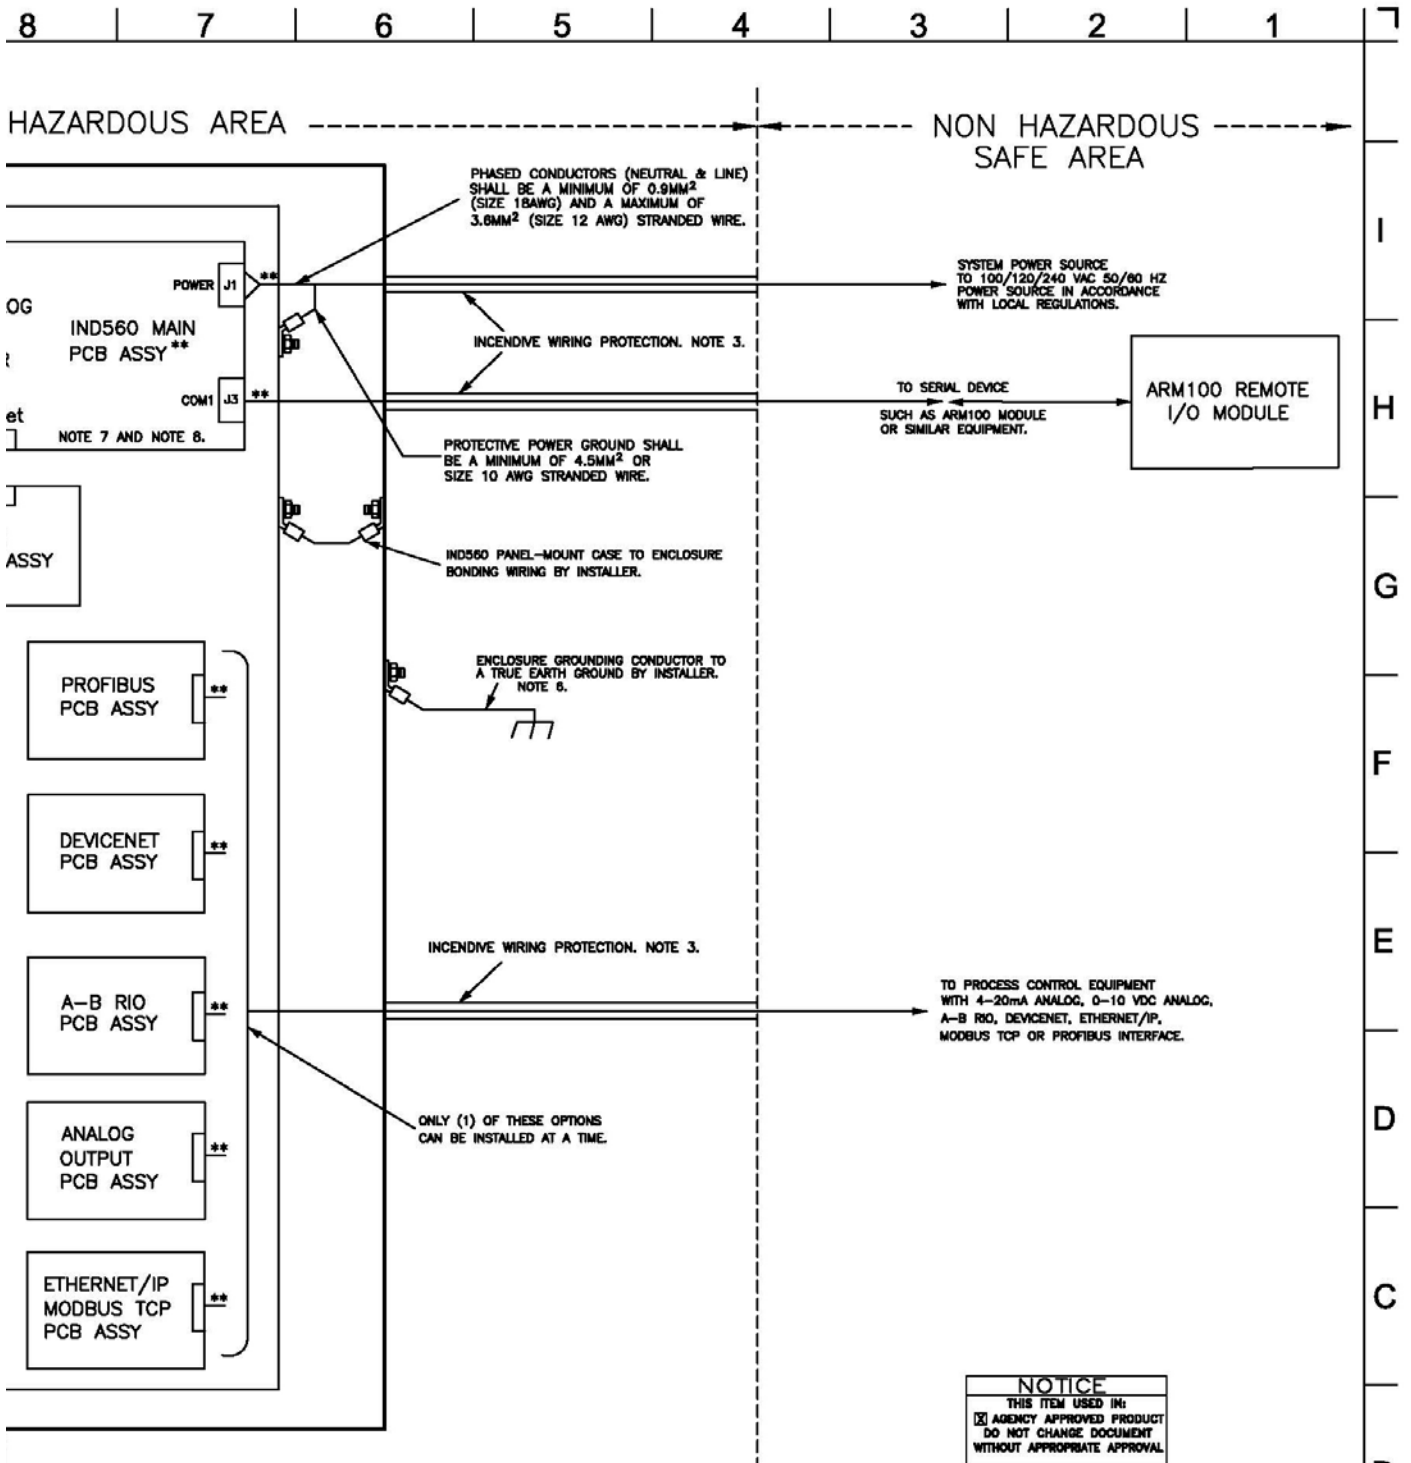 8 7 6 5 4 3 2 1
HAZARDOUS AREA
NON HAZARDOUS
SAFE AREA
PHASED CONDUCTORS (NEUTRAL & LINE)
SHALL BE A MINIMUM OF 0.9MM²
(SIZE 18AWG) AND A MAXIMUM OF
3.6MM² (SIZE 12 AWG) STRANDED WIRE.
I
POWER J1 **
SYSTEM POWER SOURCE
TO 100/120/240 VAC 50/60 HZ
POWER SOURCE IN ACCORDANCE
WITH LOCAL REGULATIONS.
OG
IND560 MAIN
PCB ASSY **
INCENDIVE WIRING PROTECTION. NOTE 3.
COM1 J3 **
et
NOTE 7 AND NOTE 8.
TO SERIAL DEVICE
SUCH AS ARM100 MODULE
OR SIMILAR EQUIPMENT.
ARM100 REMOTE
I/O MODULE
H
PROTECTIVE POWER GROUND SHALL
BE A MINIMUM OF 4.5MM² OR
SIZE 10 AWG STRANDED WIRE.
ASSY
IND560 PANEL-MOUNT CASE TO ENCLOSURE
BONDING WIRING BY INSTALLER.
G
ENCLOSURE GROUNDING CONDUCTOR TO
A TRUE EARTH GROUND BY INSTALLER.
NOTE 6.
PROFIBUS
PCB ASSY
**
F
DEVICENET
PCB ASSY
**
E
INCENDIVE WIRING PROTECTION. NOTE 3.
A-B RIO
PCB ASSY
**
TO PROCESS CONTROL EQUIPMENT
WITH 4-20mA ANALOG, 0-10 VDC ANALOG,
A-B RIO, DEVICENET, ETHERNET/IP,
MODBUS TCP OR PROFIBUS INTERFACE.
ONLY (1) OF THESE OPTIONS
CAN BE INSTALLED AT A TIME.
D
ANALOG
OUTPUT
PCB ASSY
**
ETHERNET/IP
MODBUS TCP
PCB ASSY
**
C
NOTICE
THIS ITEM USED IN:
X AGENCY APPROVED PRODUCT
DO NOT CHANGE DOCUMENT
WITHOUT APPROPRIATE APPROVAL